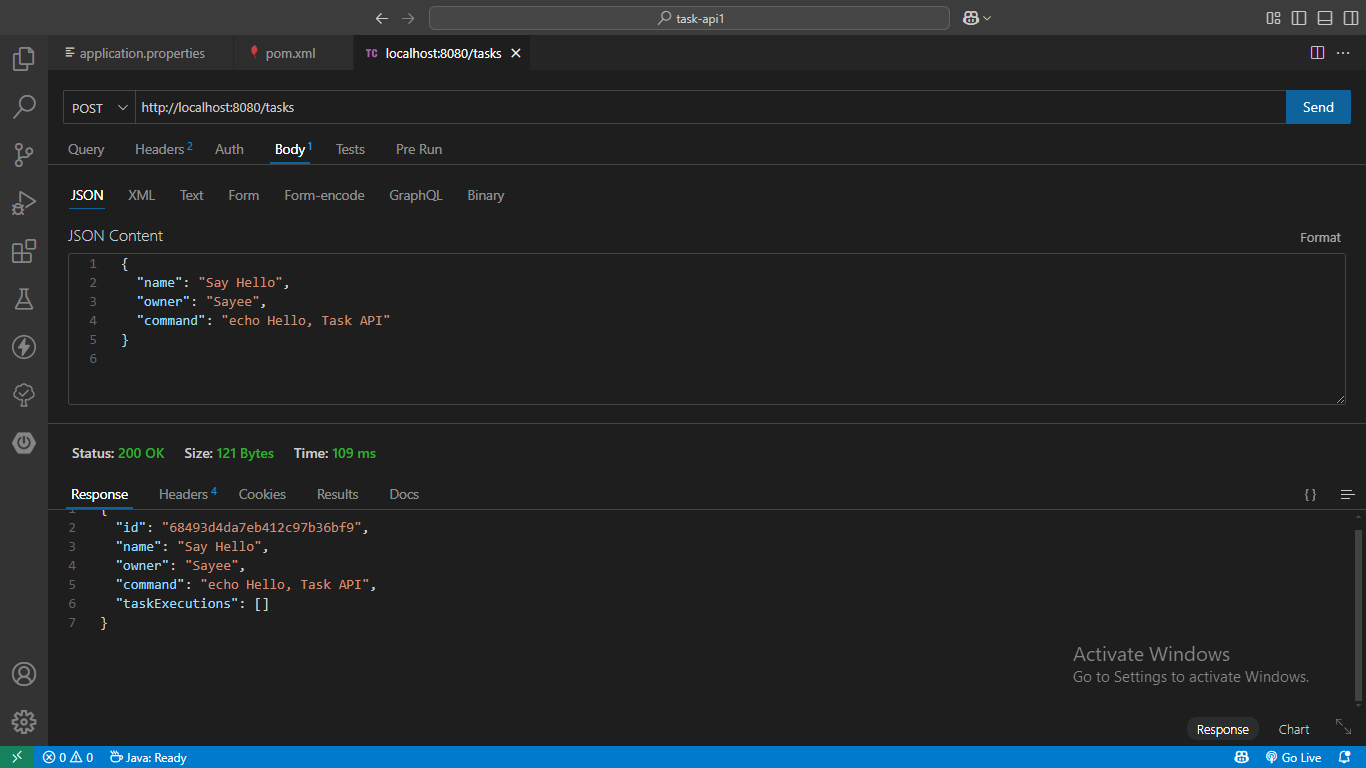 task-api1
application.properties
pom.xml
TC localhost:8080/tasks
POST http://localhost:8080/tasks Send
Query Headers 2 Auth Body 1 Tests Pre Run
JSON XML Text Form Form-encode GraphQL Binary
JSON Content Format
1 {
2 "name": "Say Hello",
3 "owner": "Sayee",
4 "command": "echo Hello, Task API"
5 }
6
Status: 200 OK Size: 121 Bytes Time: 109 ms
Response Headers 4 Cookies Results Docs { }
1 {
2 "id": "68493d4da7eb412c97b36bf9",
3 "name": "Say Hello",
4 "owner": "Sayee",
5 "command": "echo Hello, Task API",
6 "taskExecutions": []
7 }
Activate Windows
Go to Settings to activate Windows.
Response Chart
0 0 Java: Ready Go Live